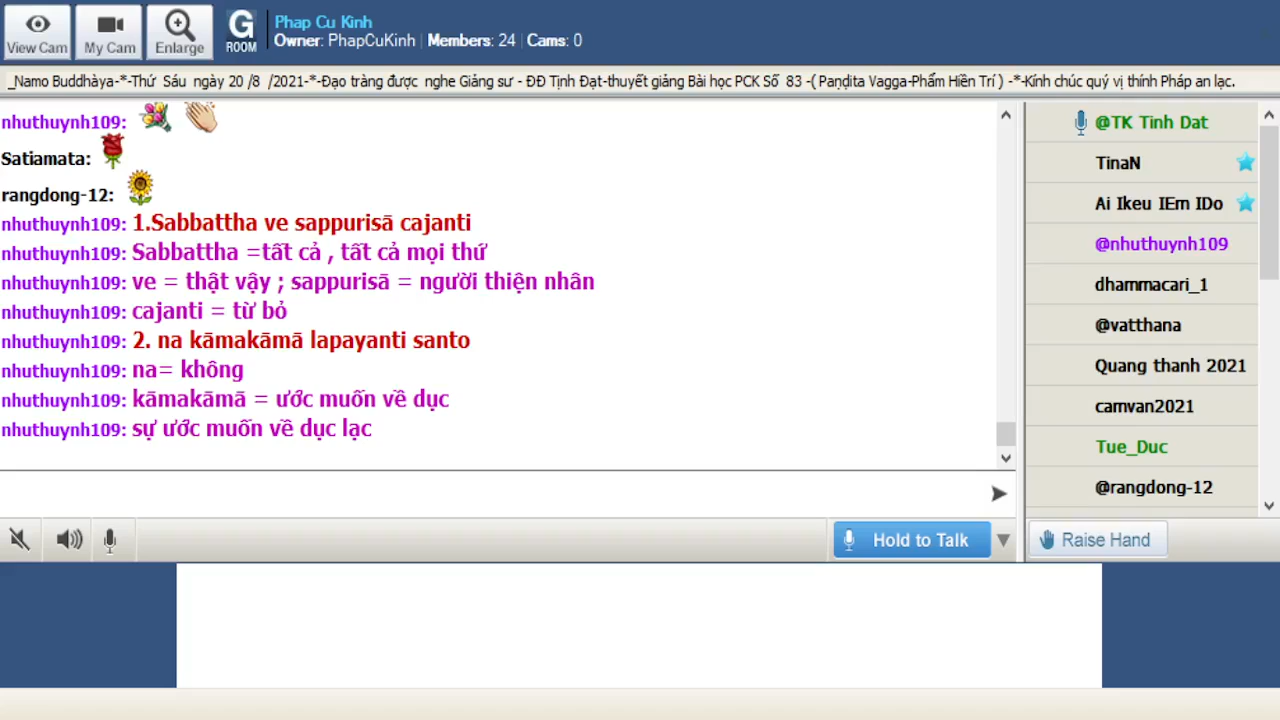 View Cam
My Cam
Enlarge
G
ROOM
Phap Cu Kinh
Owner: PhapCuKinh | Members: 24 | Cams: 0
_Namo Buddhàya-*-Thứ Sáu ngày 20 /8 /2021-*-Đạo tràng được nghe Giảng sư - ĐĐ Tịnh Đạt-thuyết giảng Bài học PCK Số 83 -( Paṇḍita Vagga-Phẩm Hiền Trí ) -*-Kính chúc quý vị thính Pháp an lạc.
nhuthuynh109:
Satiamata:
rangdong-12:
nhuthuynh109: 1.Sabbattha ve sappurisā cajanti
nhuthuynh109: Sabbattha =tất cả , tất cả mọi thứ
nhuthuynh109: ve = thật vậy ; sappurisā = người thiện nhân
nhuthuynh109: cajanti = từ bỏ
nhuthuynh109: 2. na kāmakāmā lapayanti santo
nhuthuynh109: na= không
nhuthuynh109: kāmakāmā = ước muốn về dục
nhuthuynh109: sự ước muốn về dục lạc
@TK Tinh Dat
TinaN
Ai Ikeu IEm IDo
@nhuthuynh109
dhammacari_1
@vatthana
Quang thanh 2021
camvan2021
Tue_Duc
@rangdong-12
Hold to Talk
Raise Hand